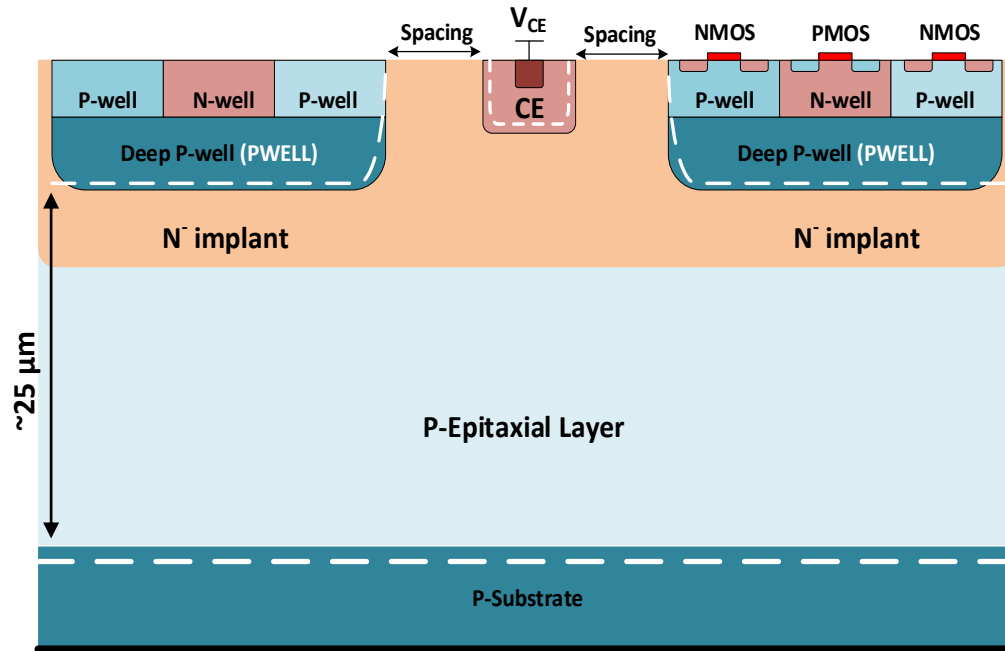 V_CE
Spacing
Spacing
NMOS
PMOS
NMOS
P-well
N-well
P-well
CE
P-well
N-well
P-well
Deep P-well (PWELL)
Deep P-well (PWELL)
N⁻ implant
N⁻ implant
~25 µm
P-Epitaxial Layer
P-Substrate